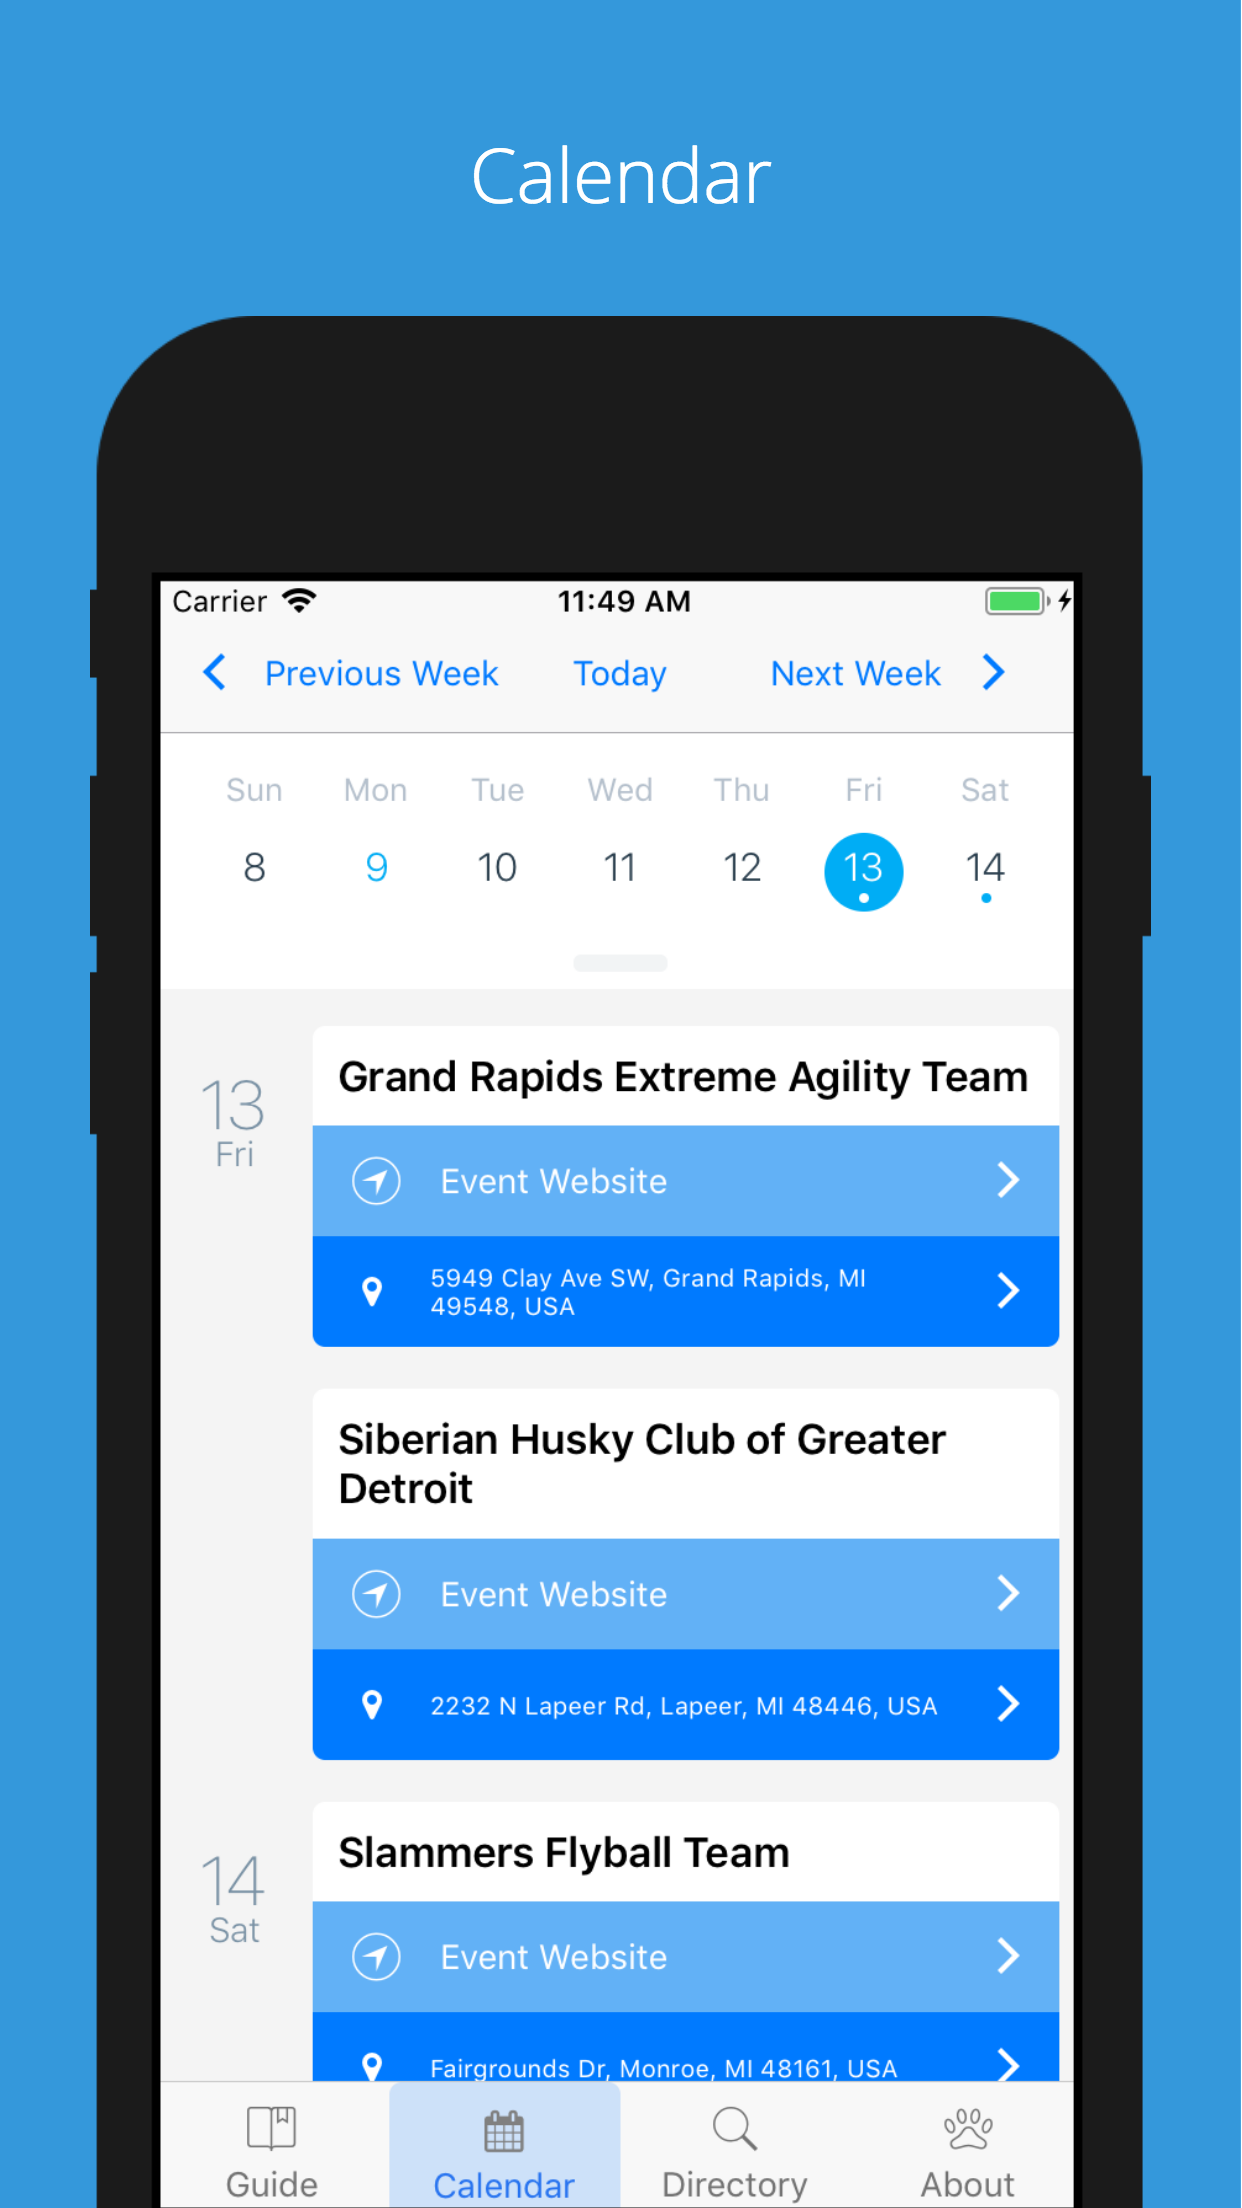 Calendar
Carrier 11:49 AM
Previous Week Today Next Week
Sun Mon Tue Wed Thu Fri Sat
8 9 10 11 12 13 14
13
Fri
Grand Rapids Extreme Agility Team
Event Website
5949 Clay Ave SW, Grand Rapids, MI
49548, USA
Siberian Husky Club of Greater
Detroit
Event Website
2232 N Lapeer Rd, Lapeer, MI 48446, USA
14
Sat
Slammers Flyball Team
Event Website
Fairgrounds Dr, Monroe, MI 48161, USA
Guide Calendar Directory About